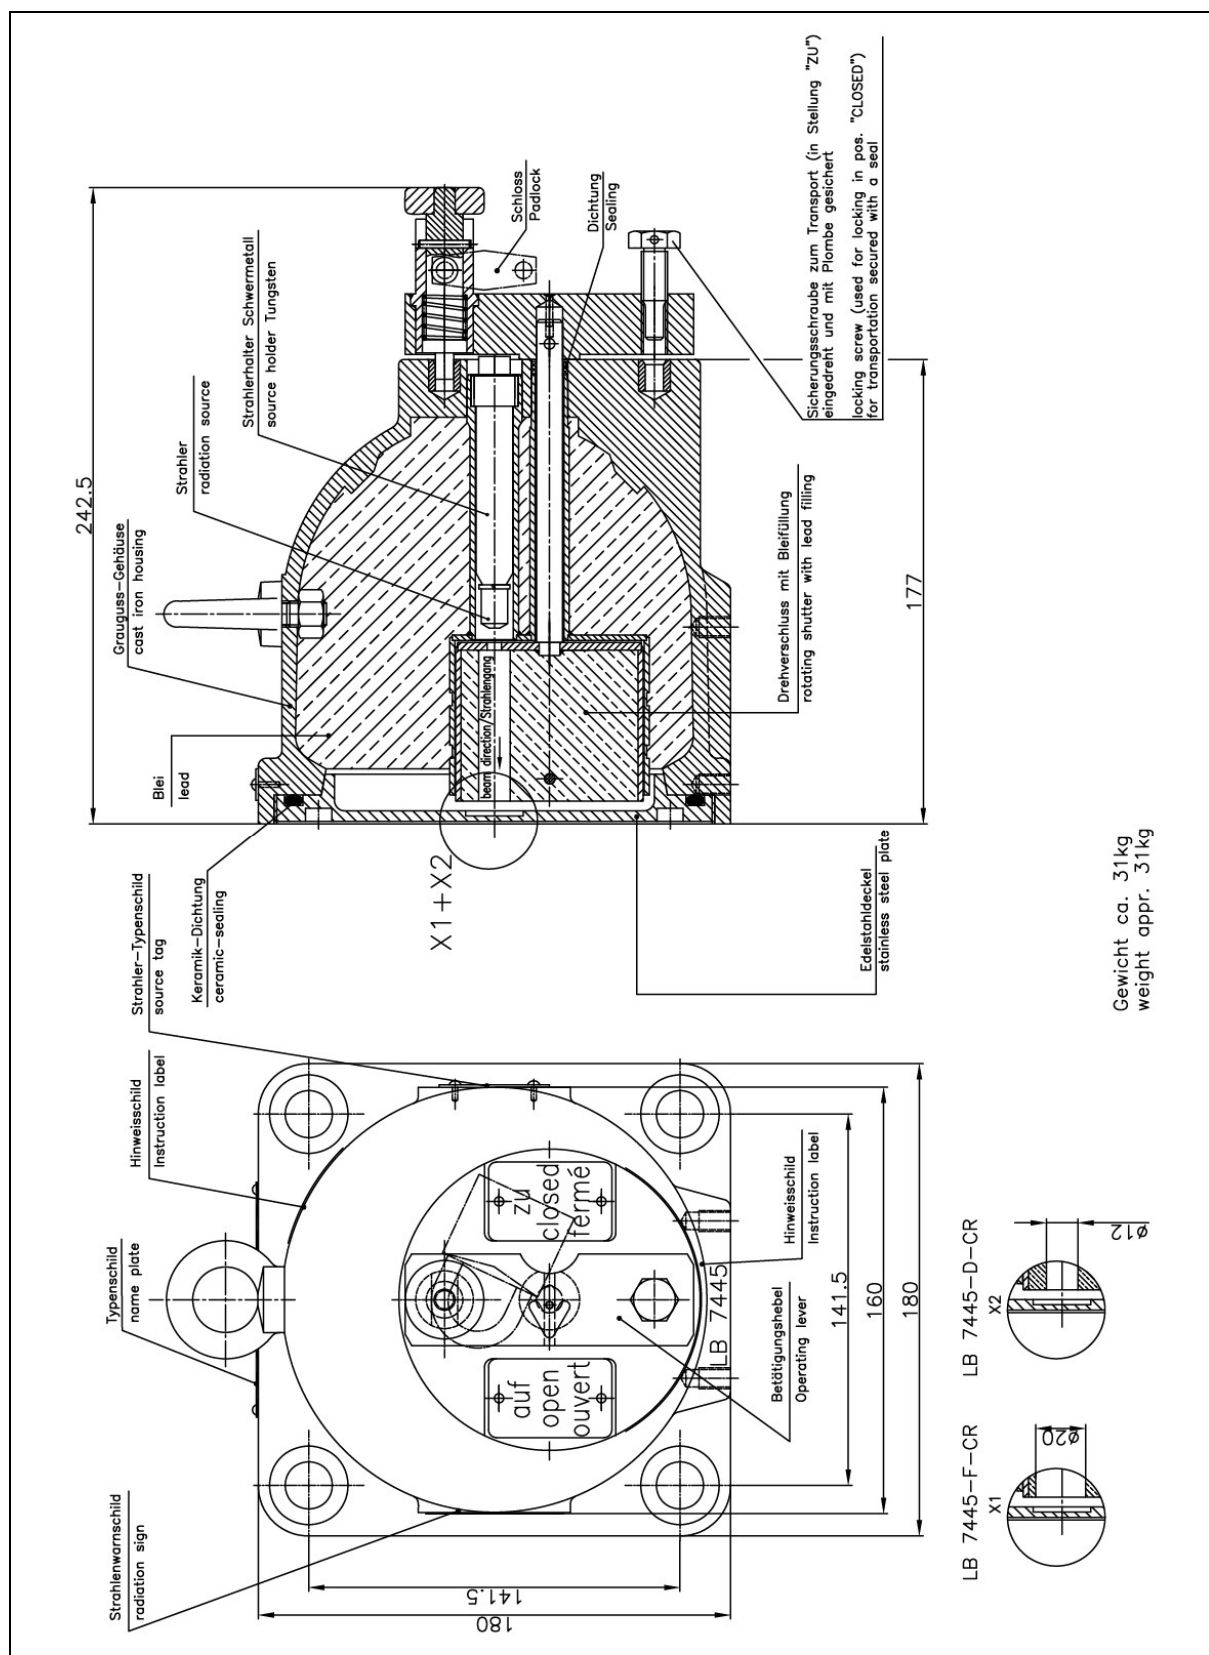 242.5
Grauguss-Gehäuse
cast iron housing
Strahler
radiation source
Strahlerhalter Schwermetall
source holder Tungsten
Schloss
Padlock
Dichtung
Sealing
Sicherungsschraube zum Transport (in Stellung "ZU")
eingedreht und mit Plombe gesichert
locking screw (used for locking in pos. "CLOSED")
for transportation secured with a seal
Blei
lead
beam direction/Strahlengang
Drehverschluss mit Bleifüllung
rotating shutter with lead filling
177
X1+X2
Keramik-Dichtung
ceramic-sealing
Edelstahldeckel
stainless steel plate
Gewicht ca. 31kg
weight appr. 31kg
Strahler-Typenschild
source tag
Hinweisschild
Instruction label
Typenschild
name plate
Strahlenwarnschild
radiation sign
auf
open
ouvert
zu
closed
fermé
LB 7445
Hinweisschild
Instruction label
Betätigungshebel
Operating lever
141.5
160
180
141.5
180
LB 7445-F-CR
X1
ø20
LB 7445-D-CR
X2
ø12